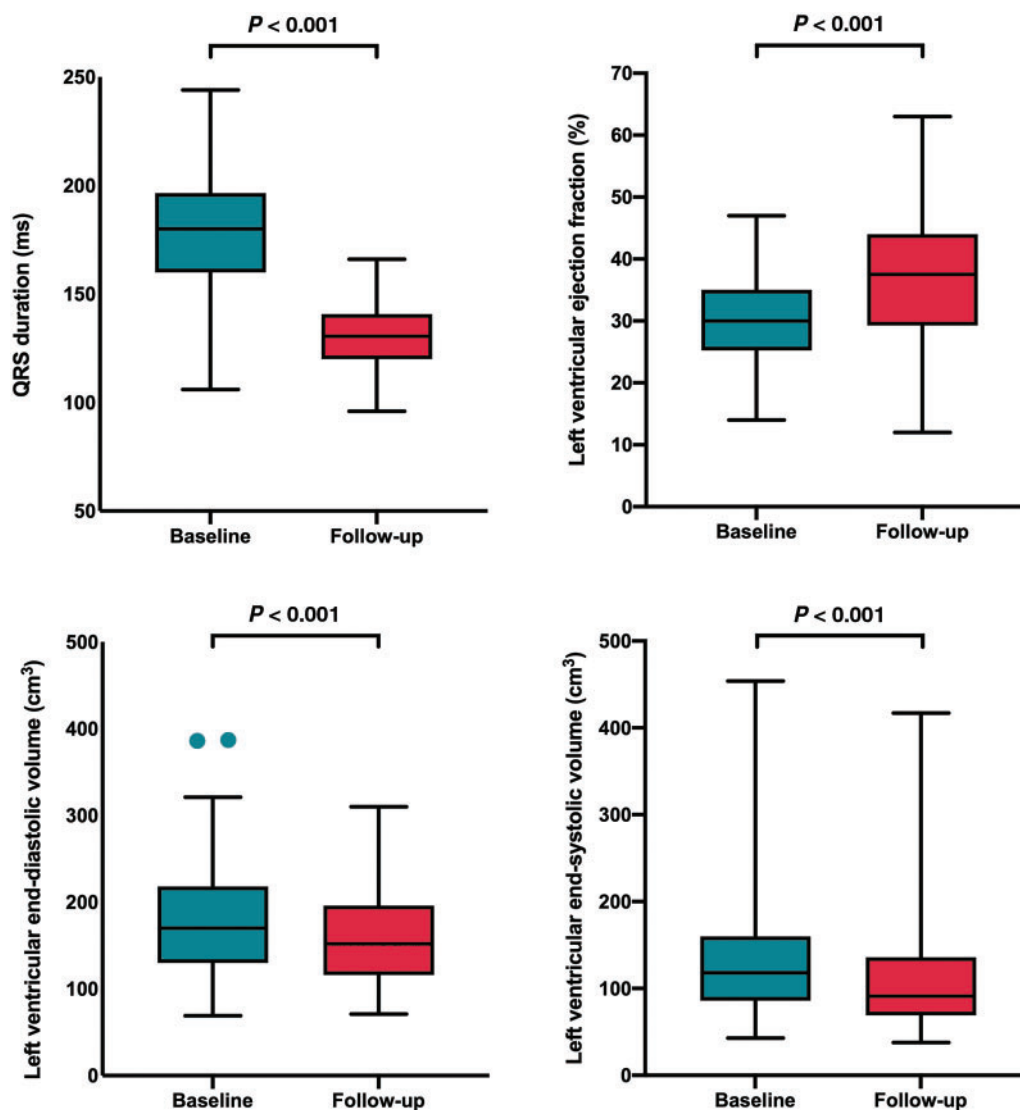 P < 0.001
QRS duration (ms)
250
200
150
100
50
Baseline
Follow-up
P < 0.001
Left ventricular ejection fraction (%)
70
60
50
40
30
20
10
0
Baseline
Follow-up
P < 0.001
Left ventricular end-diastolic volume (cm³)
500
400
300
200
100
0
Baseline
Follow-up
P < 0.001
Left ventricular end-systolic volume (cm³)
500
400
300
200
100
0
Baseline
Follow-up